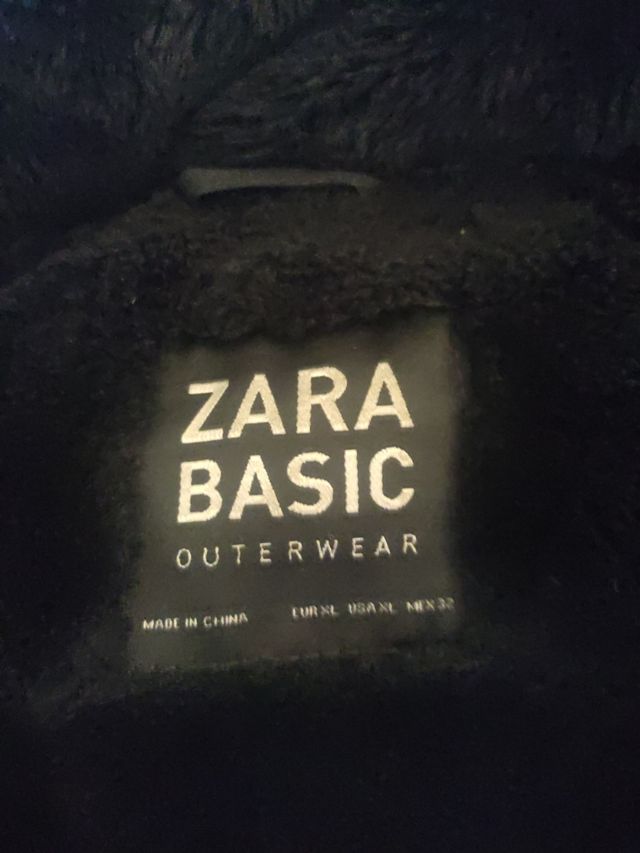 ZARA
BASIC
OUTERWEAR
MADE IN CHINA EUR XL USA XL MEX 32